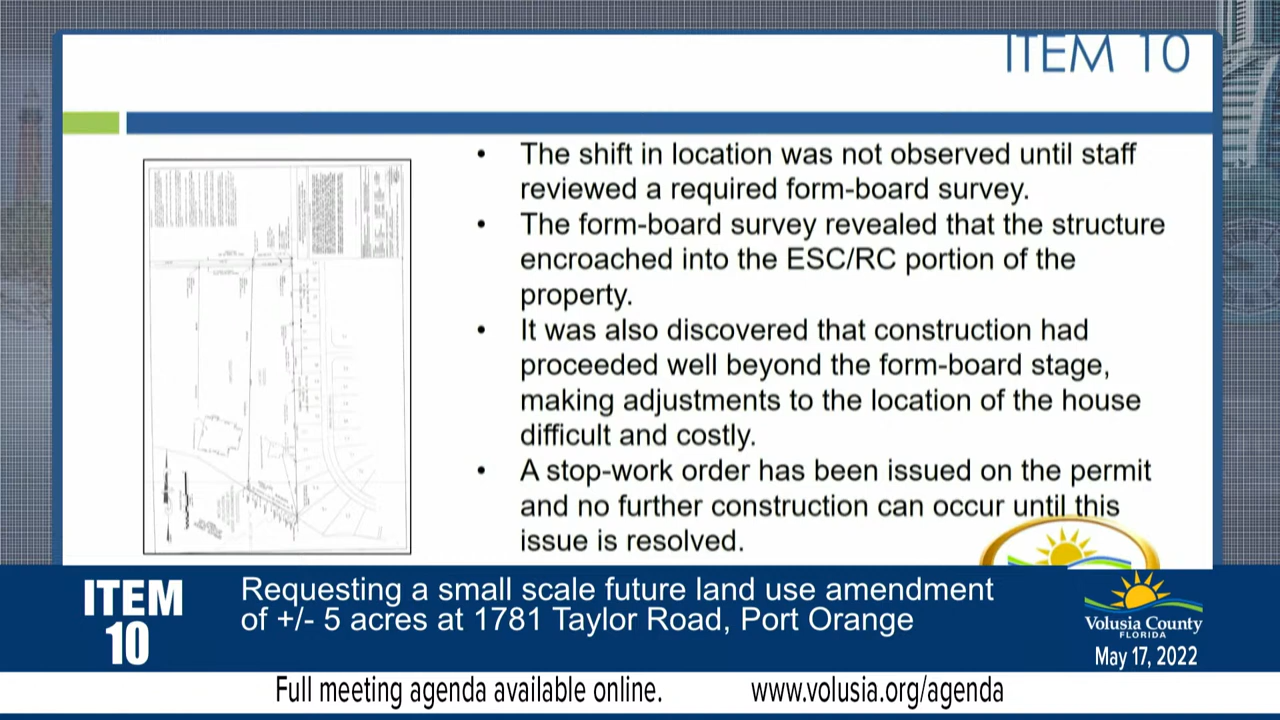 ITEM 10
• The shift in location was not observed until staff
reviewed a required form-board survey.
• The form-board survey revealed that the structure
encroached into the ESC/RC portion of the
property.
• It was also discovered that construction had
proceeded well beyond the form-board stage,
making adjustments to the location of the house
difficult and costly.
• A stop-work order has been issued on the permit
and no further construction can occur until this
issue is resolved.
ITEM
10
Requesting a small scale future land use amendment
of +/- 5 acres at 1781 Taylor Road, Port Orange
Volusia County
FLORIDA
May 17, 2022
Full meeting agenda available online.
www.volusia.org/agenda